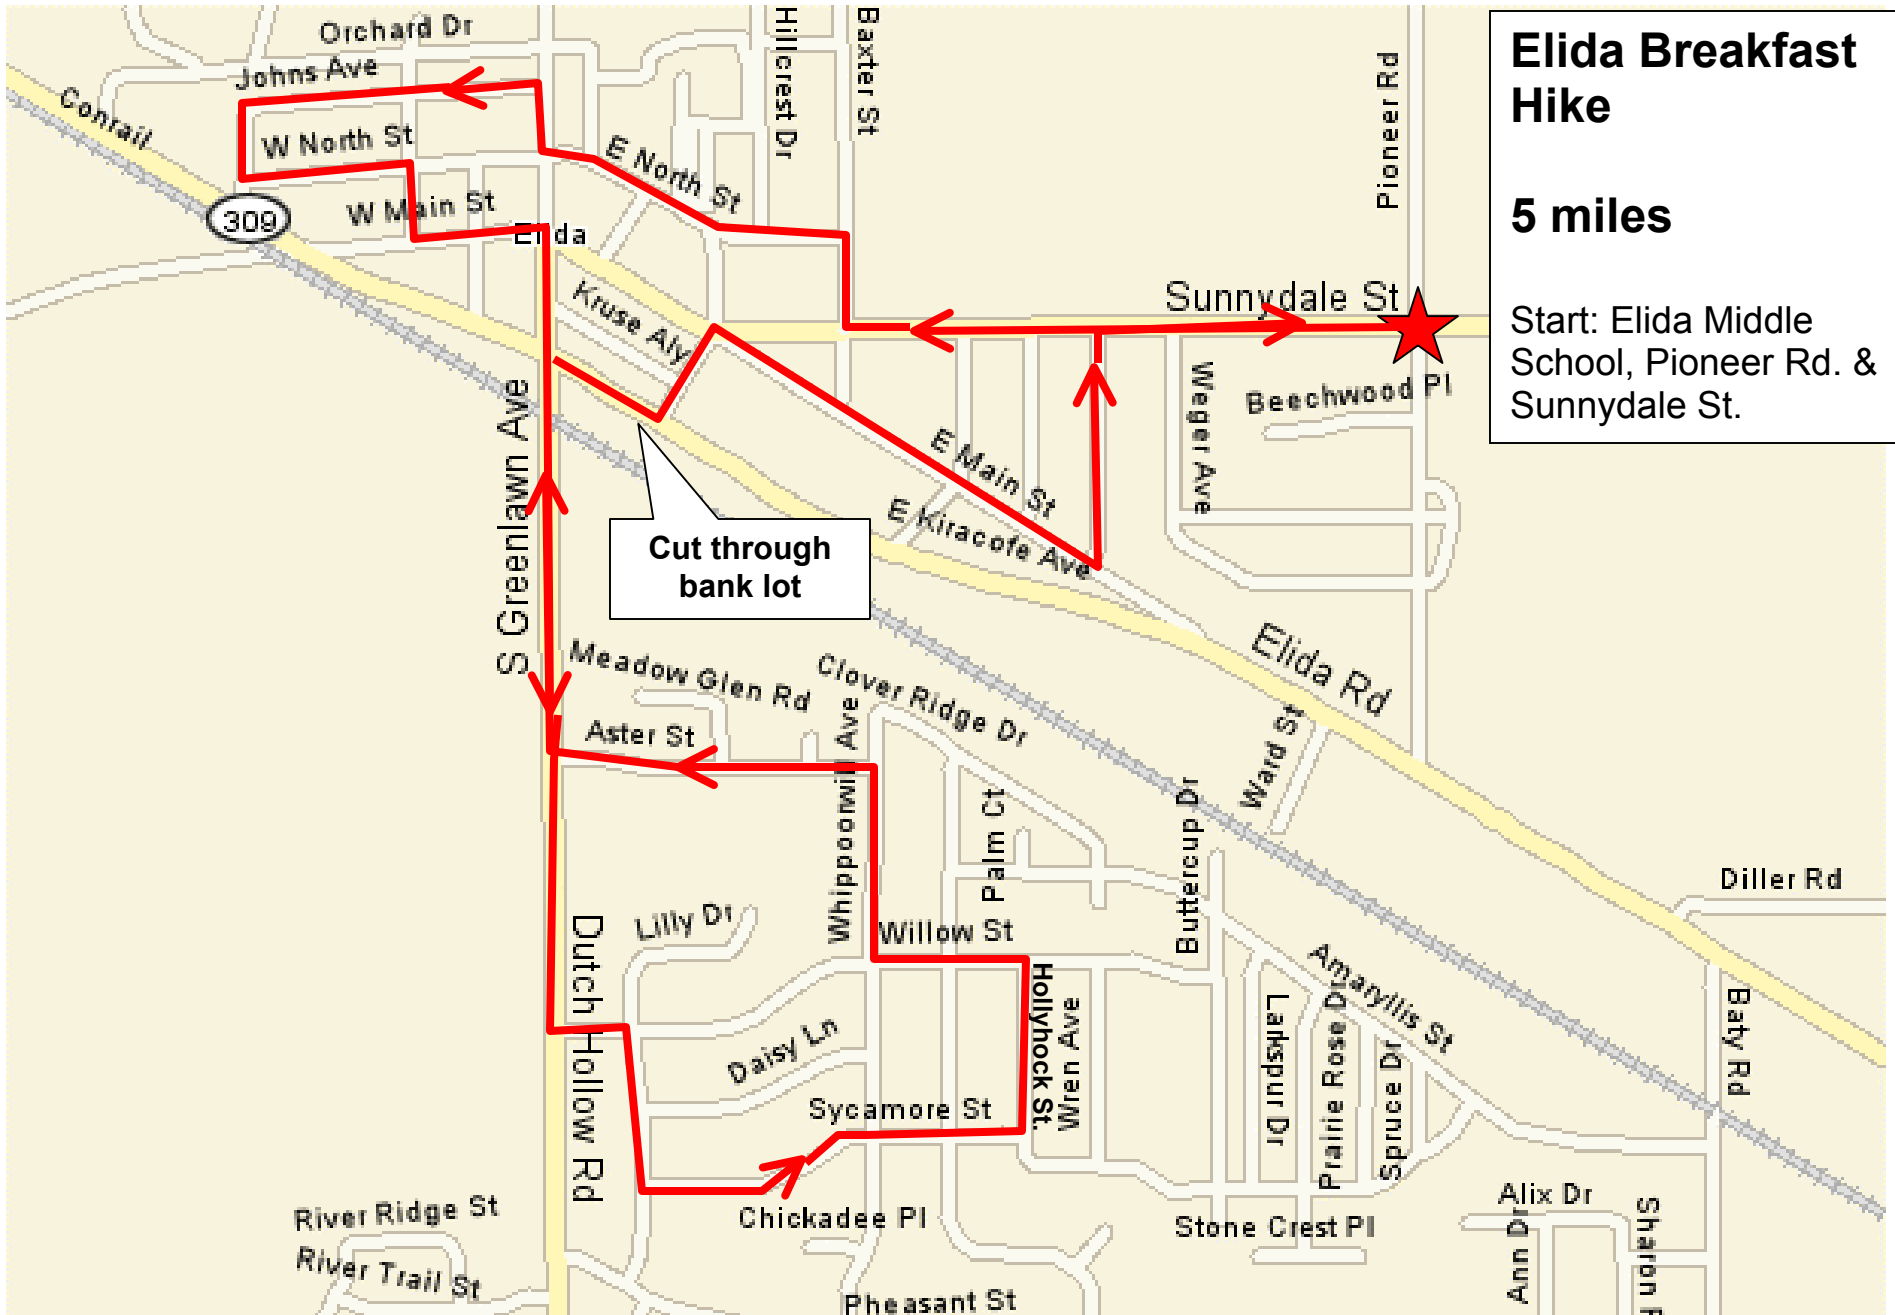 Elida Breakfast
Hike
5 miles
Start: Elida Middle
School, Pioneer Rd. &
Sunnydale St.
Orchard Dr
Johns Ave
Conrail
W North St
W Main St
309
Elida
E North St
Hillcrest Dr
Baxter St
Pioneer Rd
Sunnydale St
Kruse Aly
Beechwood Pl
Weger Ave
S Greenlawn Ave
E Main St
E Kiracofe Ave
Cut through
bank lot
Elida Rd
Meadow Glen Rd
Clover Ridge Dr
Aster St
Whippoorwill Ave
Ward St
Palm Ct
Buttercup Dr
Diller Rd
Lilly Dr
Willow St
Dutch Hollow Rd
Hollyhock St.
Wren Ave
Amaryllis St
Larkspur Dr
Prairie Rose Dr
Spruce Dr
Baty Rd
Daisy Ln
Sycamore St
Chickadee Pl
Stone Crest Pl
Alix Dr
Ann Dr
Sharon
River Ridge St
River Trail St
Pheasant St